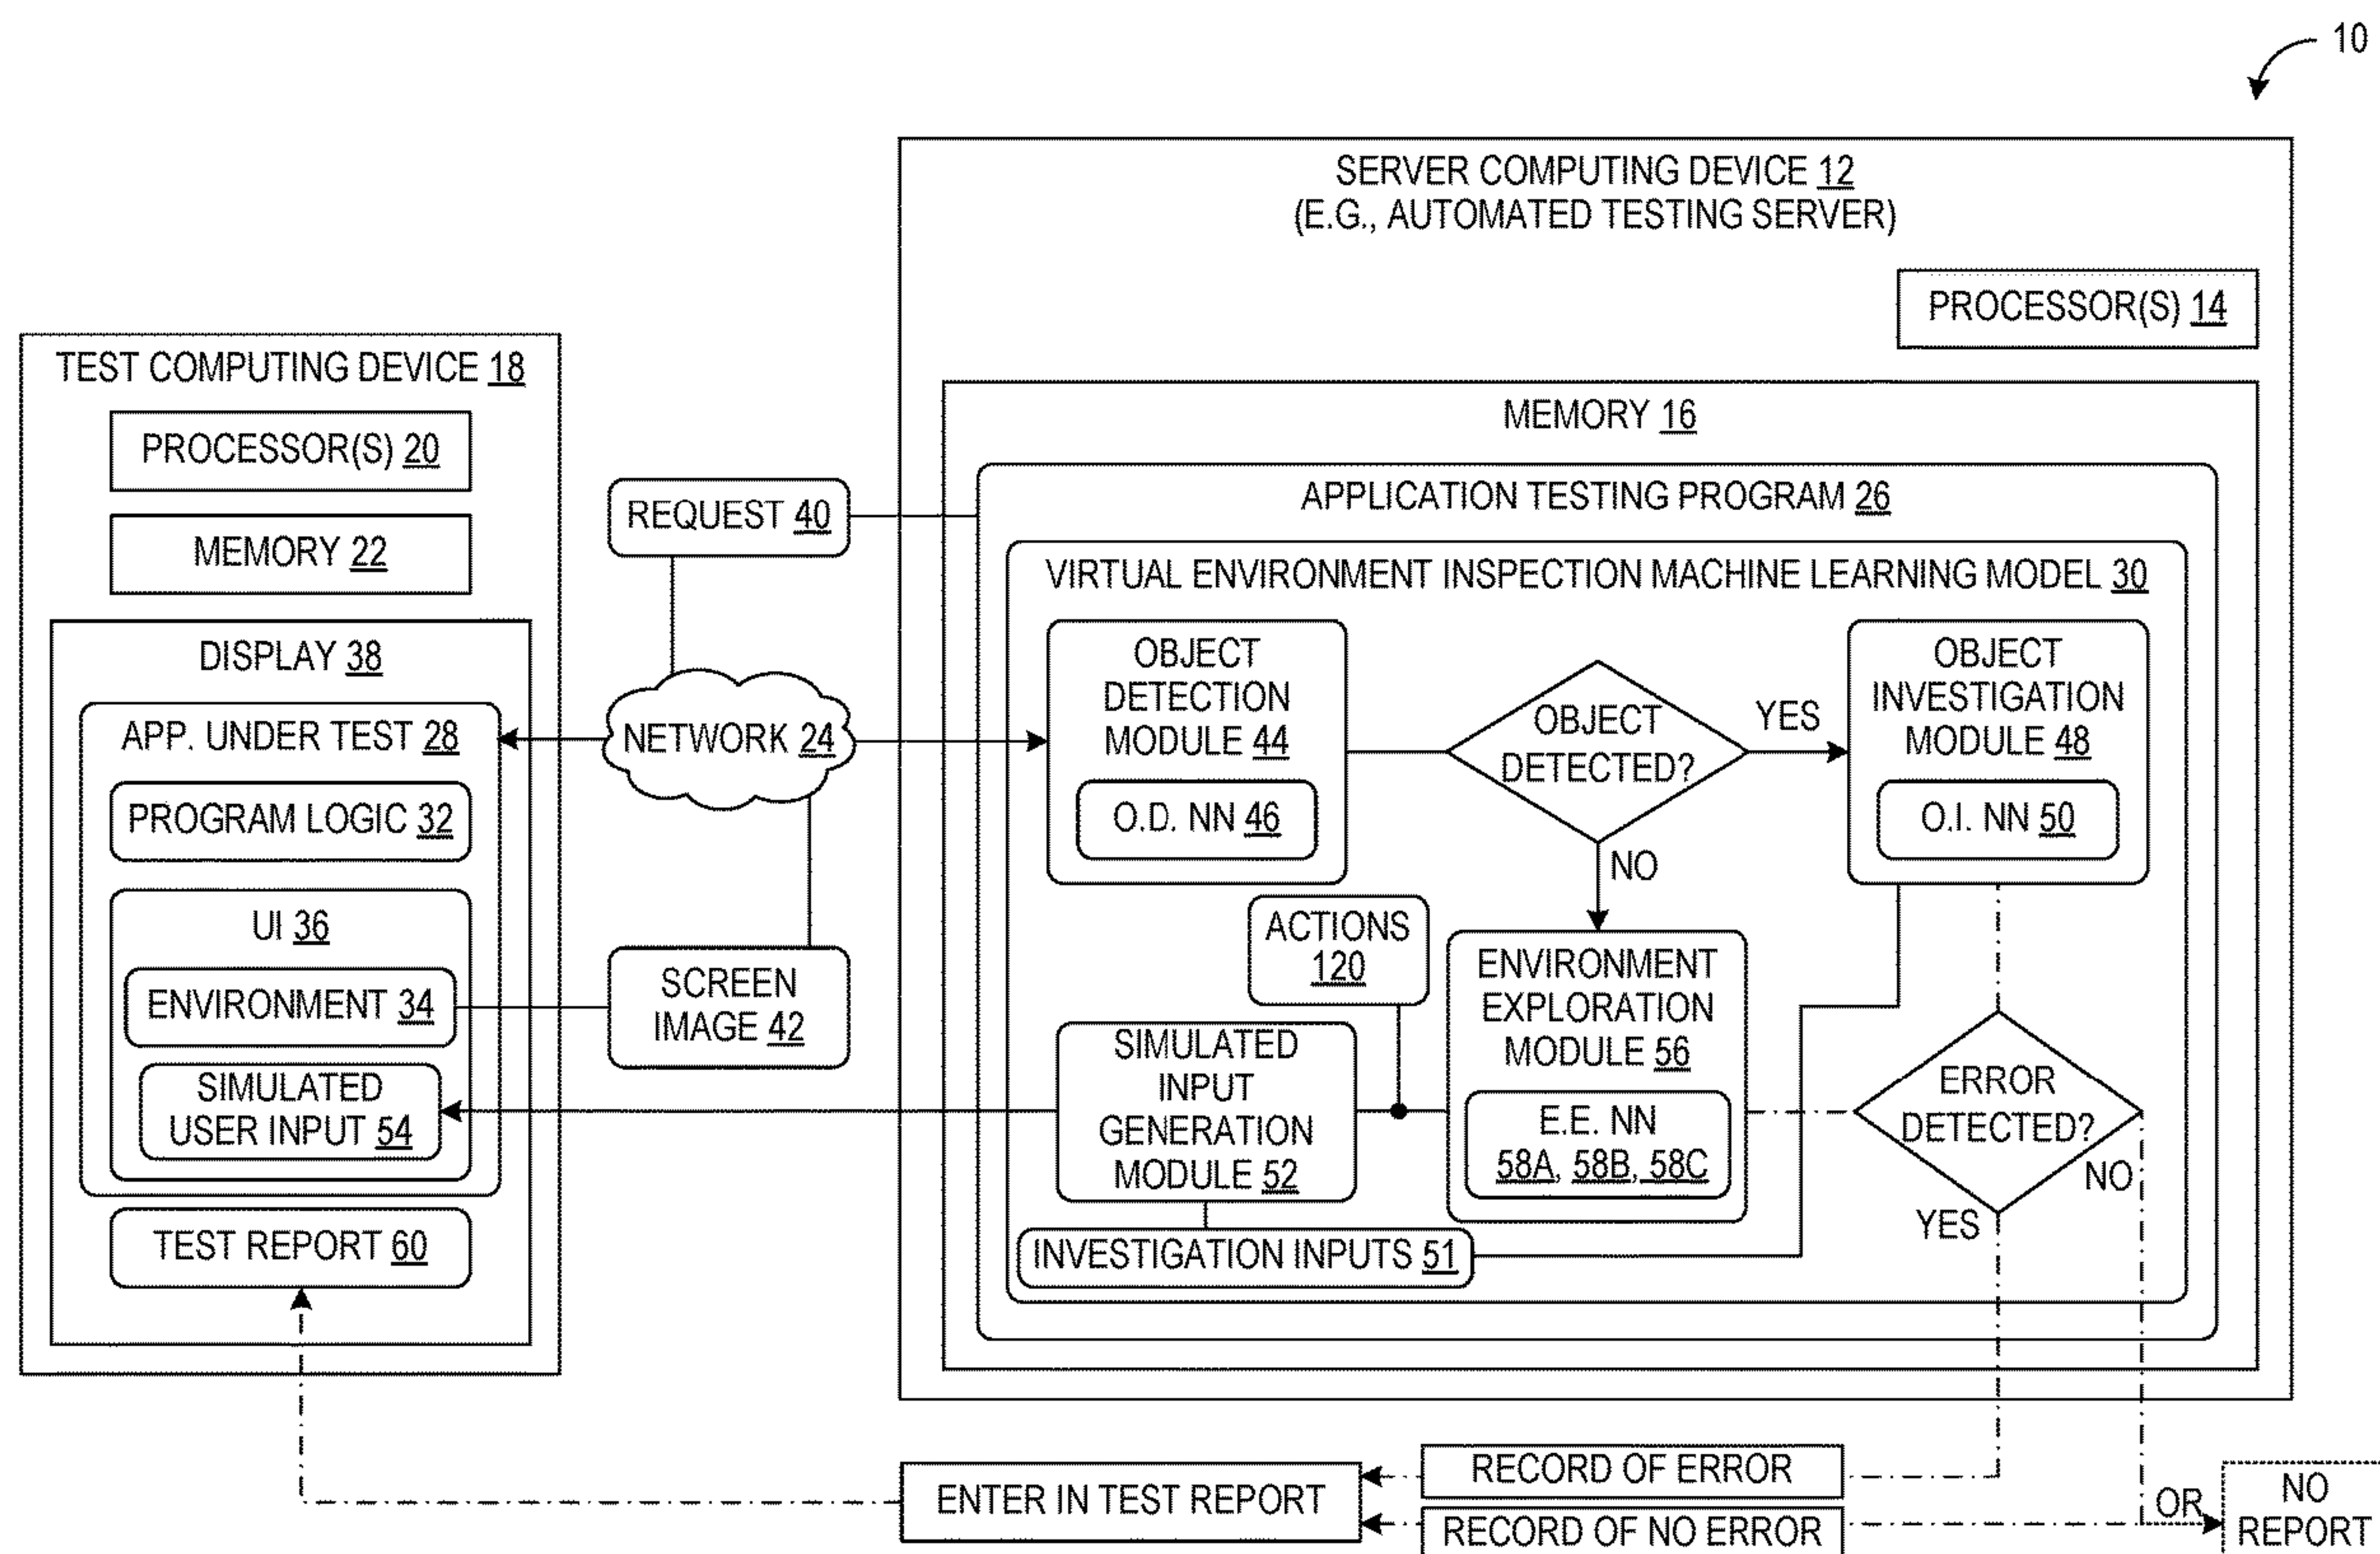 10
SERVER COMPUTING DEVICE 12
(E.G., AUTOMATED TESTING SERVER)
PROCESSOR(S) 14
TEST COMPUTING DEVICE 18
PROCESSOR(S) 20
MEMORY 22
DISPLAY 38
APP. UNDER TEST 28
PROGRAM LOGIC 32
UI 36
ENVIRONMENT 34
SIMULATED
USER INPUT 54
TEST REPORT 60
REQUEST 40
NETWORK 24
SCREEN
IMAGE 42
MEMORY 16
APPLICATION TESTING PROGRAM 26
VIRTUAL ENVIRONMENT INSPECTION MACHINE LEARNING MODEL 30
OBJECT
DETECTION
MODULE 44
O.D. NN 46
OBJECT
DETECTED?
YES
NO
OBJECT
INVESTIGATION
MODULE 48
O.I. NN 50
ACTIONS
120
ENVIRONMENT
EXPLORATION
MODULE 56
E.E. NN
58A, 58B, 58C
SIMULATED
INPUT
GENERATION
MODULE 52
INVESTIGATION INPUTS 51
ERROR
DETECTED?
NO
YES
ENTER IN TEST REPORT
RECORD OF ERROR
RECORD OF NO ERROR
OR
NO
REPORT